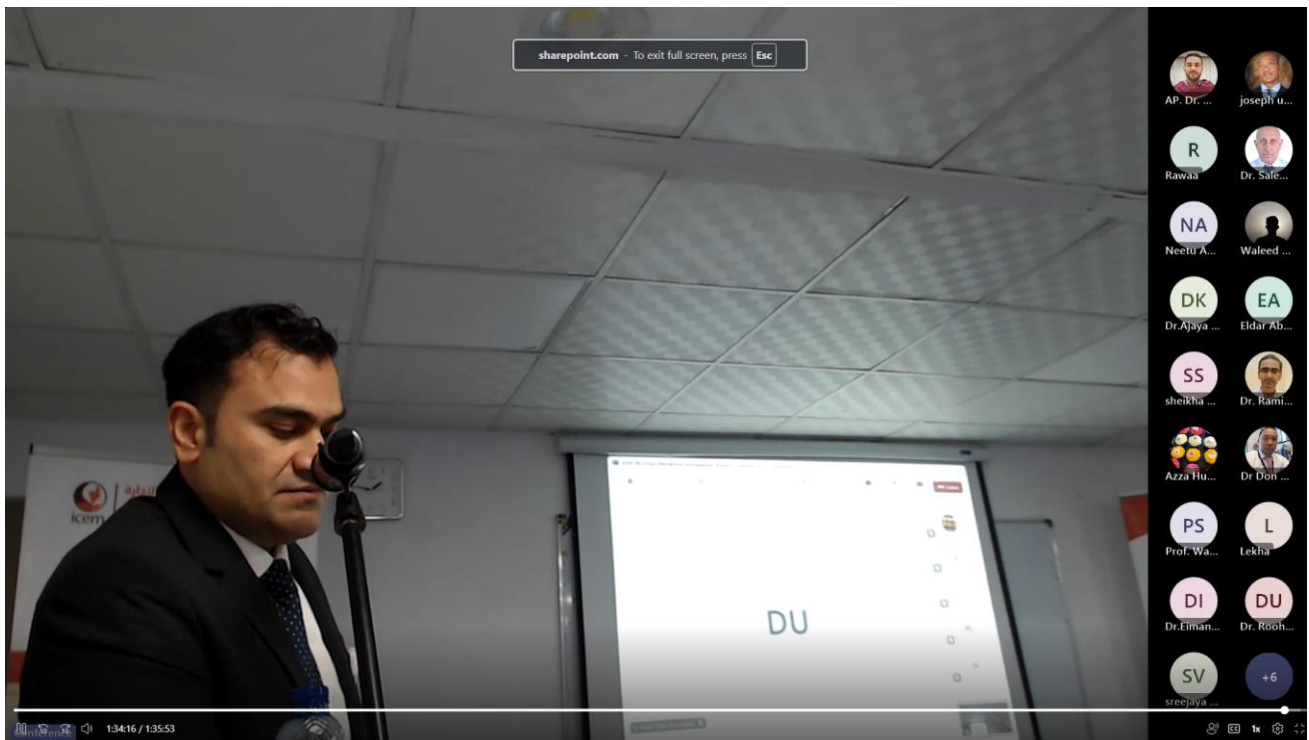 sharepoint.com - To exit full screen, press Esc
AP. Dr. ...
joseph u...
R
Rawaa
Dr. Sale...
NA
Neetu A...
Waleed ...
DK
Dr.Ajaya ...
EA
Eldar Ab...
SS
sheikha ...
Dr. Rami...
Azza Hu...
Dr Don ...
PS
Prof. Wa...
L
Lekha
DI
Dr.Eiman...
DU
Dr. Rooh...
SV
sreejaya ...
+6
icem
DU
Conference
1:34:16 / 1:35:53
CC
1x